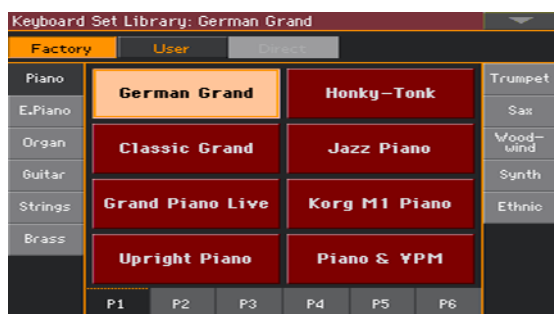 Keyboard Set Library: German Grand
Factory
User
Direct
Piano
E.Piano
Organ
Guitar
Strings
Brass
German Grand
Honky-Tonk
Classic Grand
Jazz Piano
Grand Piano Live
Korg M1 Piano
Upright Piano
Piano & VPM
Trumpet
Sax
Wood-
wind
Synth
Ethnic
P1
P2
P3
P4
P5
P6